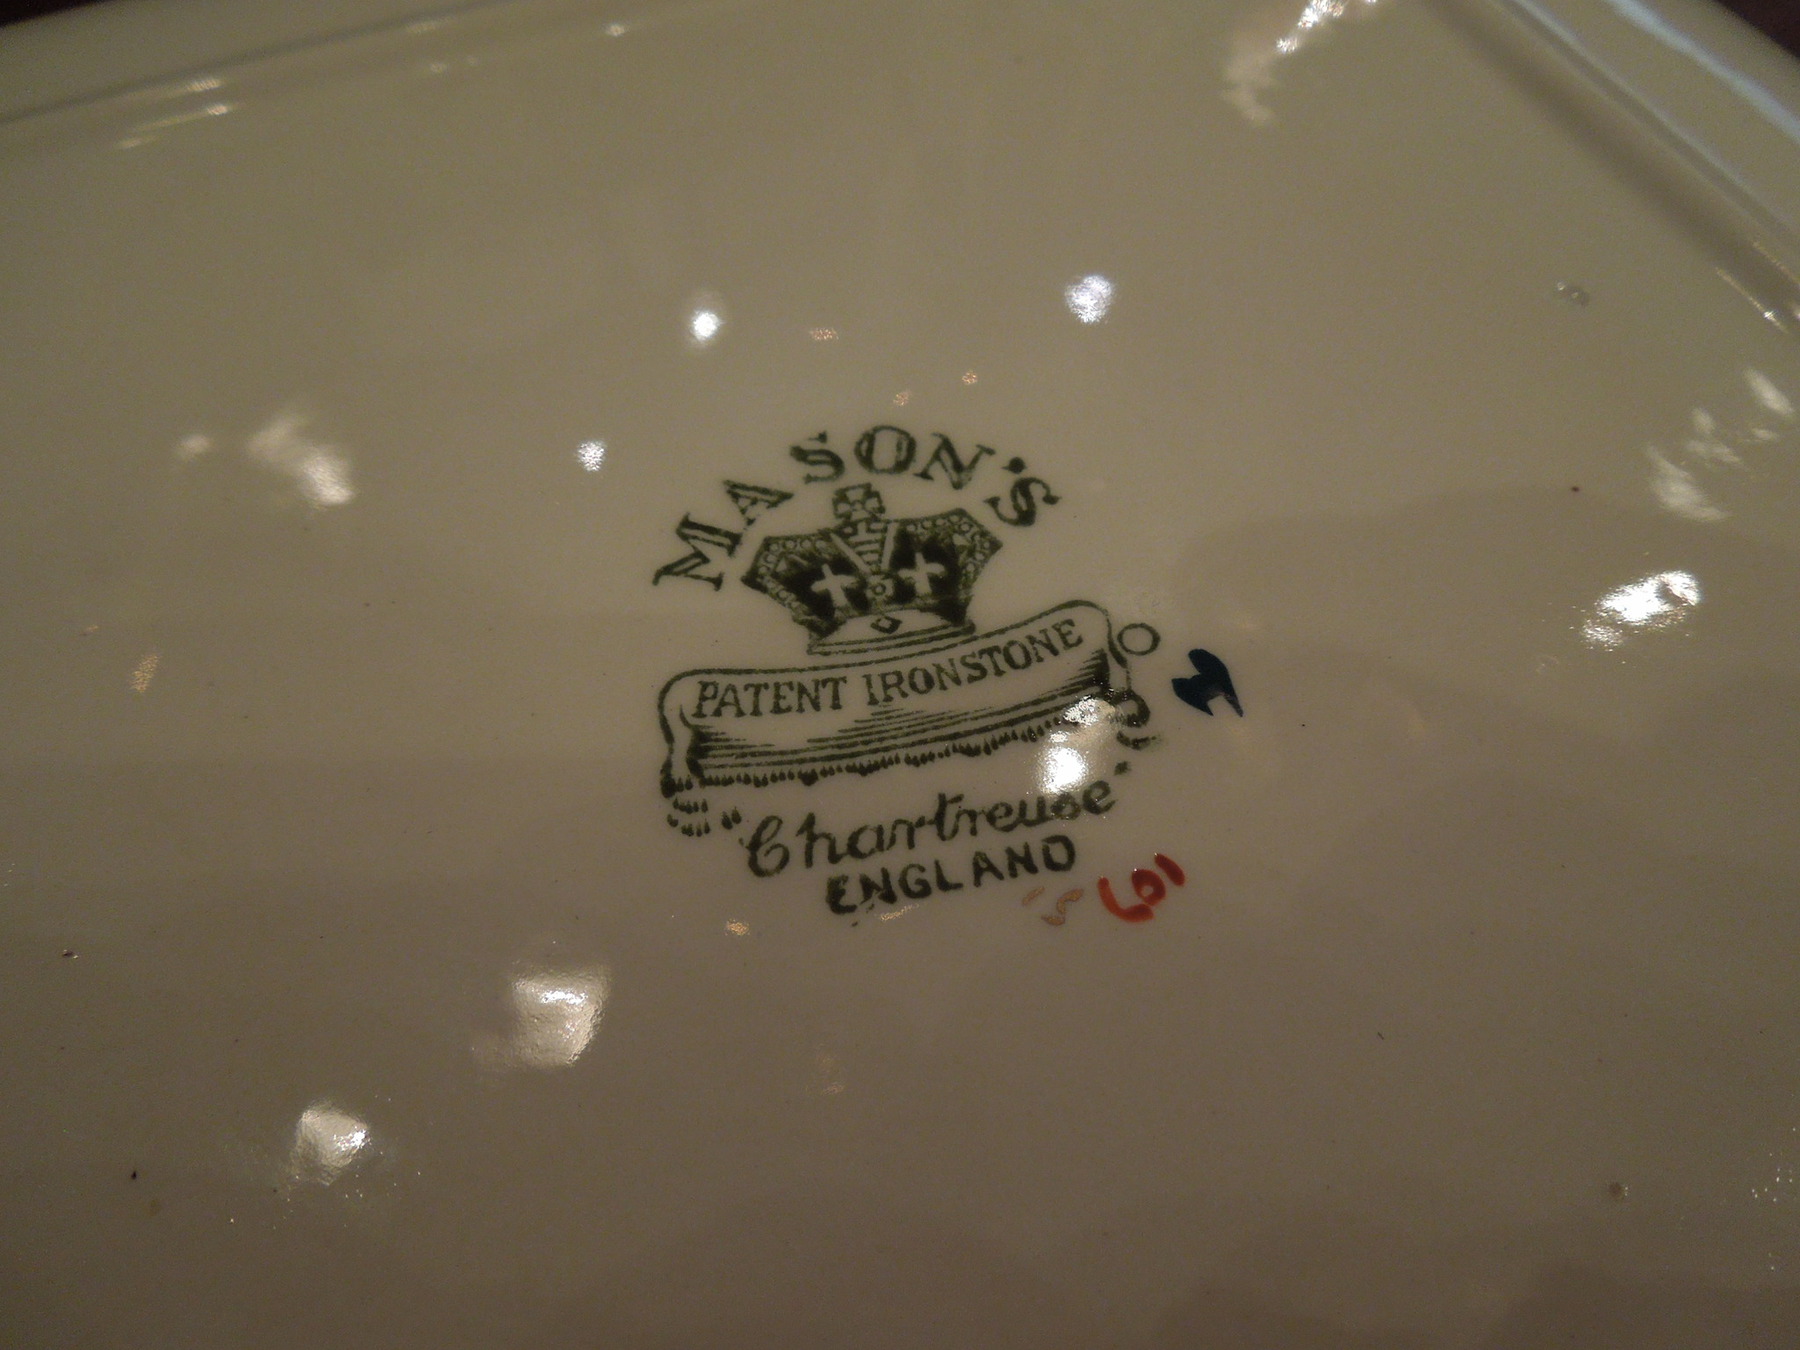 MASON'S
PATENT IRONSTONE
"Chartreuse"
ENGLAND